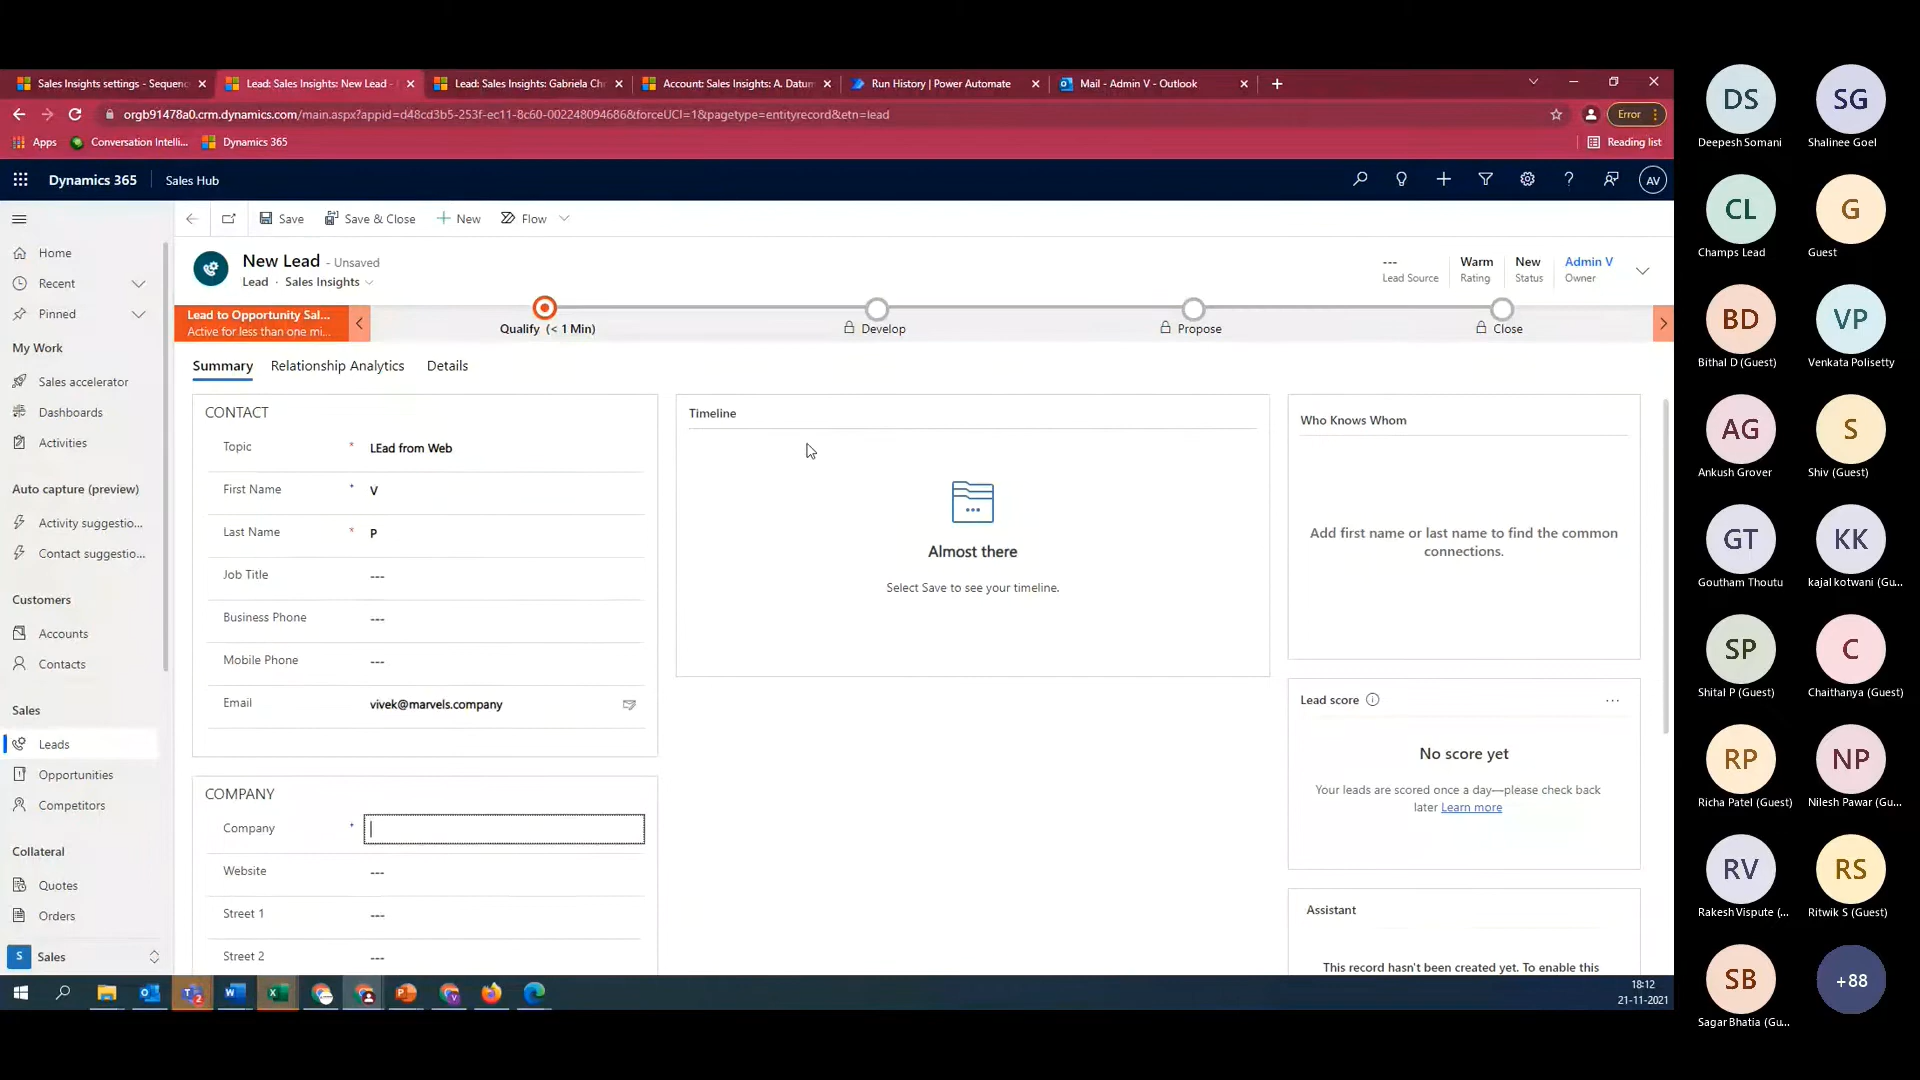 Sales Insights settings - Sequenc
Lead: Sales Insights: New Lead -
Lead: Sales Insights: Gabriela Ch
Account: Sales Insights: A. Datum
Run History | Power Automate
Mail - Admin V - Outlook
orgb91478a0.crm.dynamics.com/main.aspx?appid=d48cd3b5-253f-ec11-8c60-002248094686&forceUCI=1&pagetype=entityrecord&etn=lead
Error
Apps
Conversation Intelli...
Dynamics 365
Reading list
Dynamics 365
Sales Hub
AV
Save
Save & Close
New
Flow
Home
Recent
Pinned
My Work
Sales accelerator
Dashboards
Activities
Auto capture (preview)
Activity suggestio...
Contact suggestio...
Customers
Accounts
Contacts
Sales
Leads
Opportunities
Competitors
Collateral
Quotes
Orders
S
Sales
New Lead - Unsaved
Lead · Sales Insights
---
Lead Source
Warm
Rating
New
Status
Admin V
Owner
Lead to Opportunity Sal...
Active for less than one mi...
Qualify (< 1 Min)
Develop
Propose
Close
Summary
Relationship Analytics
Details
CONTACT
Topic * LEad from Web
First Name * V
Last Name * P
Job Title ---
Business Phone ---
Mobile Phone ---
Email vivek@marvels.company
COMPANY
Company *
Website ---
Street 1 ---
Street 2 ---
Timeline
Almost there
Select Save to see your timeline.
Who Knows Whom
Add first name or last name to find the common
connections.
Lead score
No score yet
Your leads are scored once a day—please check back
later Learn more
Assistant
This record hasn't been created yet. To enable this
18:12
21-11-2021
DS
Deepesh Somani
SG
Shalinee Goel
CL
Champs Lead
G
Guest
BD
Bithal D (Guest)
VP
Venkata Polisetty
AG
Ankush Grover
S
Shiv (Guest)
GT
Goutham Thoutu
KK
kajal kotwani (Gu...
SP
Shital P (Guest)
C
Chaithanya (Guest)
RP
Richa Patel (Guest)
NP
Nilesh Pawar (Gu...
RV
Rakesh Vispute (...
RS
Ritwik S (Guest)
SB
Sagar Bhatia (Gu...
+88